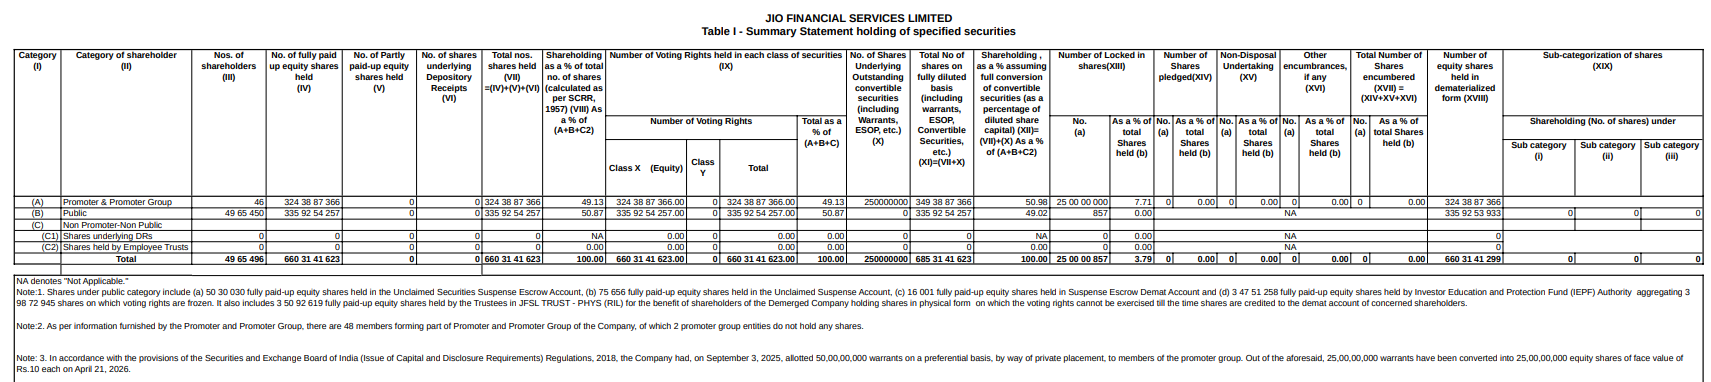 JIO FINANCIAL SERVICES LIMITED
Table I - Summary Statement holding of specified securities
Category (I) | Category of shareholder (II) | Nos. of shareholders (III) | No. of fully paid up equity shares held (IV) | No. of Partly paid-up equity shares held (V) | No. of shares underlying Depository Receipts (VI) | Total nos. shares held (VII) =(IV)+(V)+(VI) | Shareholding as a % of total no. of shares (calculated as per SCRR, 1957) (VIII) As a % of (A+B+C2) | Number of Voting Rights held in each class of securities (IX) | No. of Shares Underlying Outstanding convertible securities (including Warrants, ESOP, etc.) (X) | Total No of shares on fully diluted basis (including warrants, ESOP, Convertible Securities, etc.) (XI)=(VII+X) | Shareholding , as a % assuming full conversion of convertible securities (as a percentage of diluted share capital) (XII)= (VII)+(X) As a % of (A+B+C2) | Number of Locked in shares(XIII) | Number of Shares pledged(XIV) | Non-Disposal Undertaking (XV) | Other encumbrances, if any (XVI) | Total Number of Shares encumbered (XVII) = (XIV+XV+XVI) | Number of equity shares held in dematerialized form (XVIII) | Sub-categorization of shares (XIX)
Number of Voting Rights | Total as a % of (A+B+C) | No. (a) | As a % of total Shares held (b) | No. (a) | As a % of total Shares held (b) | No. (a) | As a % of total Shares held (b) | No. (a) | As a % of total Shares held (b) | No. (a) | As a % of total Shares held (b) | Shareholding (No. of shares) under
Class X (Equity) | Class Y | Total | Sub category (i) | Sub category (ii) | Sub category (iii)
(A) | Promoter & Promoter Group | 46 | 324 38 87 366 | 0 | 0 | 324 38 87 366 | 49.13 | 324 38 87 366.00 | 0 | 324 38 87 366.00 | 49.13 | 250000000 | 349 38 87 366 | 50.98 | 25 00 00 000 | 7.71 | 0 | 0.00 | 0 | 0.00 | 0 | 0.00 | 0 | 0.00 | 324 38 87 366
(B) | Public | 49 65 450 | 335 92 54 257 | 0 | 0 | 335 92 54 257 | 50.87 | 335 92 54 257.00 | 0 | 335 92 54 257.00 | 50.87 | 0 | 335 92 54 257 | 49.02 | 857 | 0.00 | NA | 335 92 53 933 | 0 | 0 | 0
(C) | Non Promoter-Non Public
(C1) | Shares underlying DRs | 0 | 0 | 0 | 0 | 0 | NA | 0.00 | 0 | 0.00 | 0.00 | 0 | 0 | NA | 0 | 0.00 | NA | 0
(C2) | Shares held by Employee Trusts | 0 | 0 | 0 | 0 | 0 | 0.00 | 0.00 | 0 | 0.00 | 0.00 | 0 | 0 | 0.00 | 0 | 0.00 | NA | 0
Total | 49 65 496 | 660 31 41 623 | 0 | 0 | 660 31 41 623 | 100.00 | 660 31 41 623.00 | 0 | 660 31 41 623.00 | 100.00 | 250000000 | 685 31 41 623 | 100.00 | 25 00 00 857 | 3.79 | 0 | 0.00 | 0 | 0.00 | 0 | 0.00 | 0 | 0.00 | 660 31 41 299 | 0 | 0 | 0
NA denotes "Not Applicable."
Note:1. Shares under public category include (a) 50 30 030 fully paid-up equity shares held in the Unclaimed Securities Suspense Escrow Account, (b) 75 656 fully paid-up equity shares held in the Unclaimed Suspense Account, (c) 16 001 fully paid-up equity shares held in Suspense Escrow Demat Account and (d) 3 47 51 258 fully paid-up equity shares held by Investor Education and Protection Fund (IEPF) Authority aggregating 3
98 72 945 shares on which voting rights are frozen. It also includes 3 50 92 619 fully paid-up equity shares held by the Trustees in JFSL TRUST - PHYS (RIL) for the benefit of shareholders of the Demerged Company holding shares in physical form on which the voting rights cannot be exercised till the time shares are credited to the demat account of concerned shareholders.
Note:2. As per information furnished by the Promoter and Promoter Group, there are 48 members forming part of Promoter and Promoter Group of the Company, of which 2 promoter group entities do not hold any shares.
Note: 3. In accordance with the provisions of the Securities and Exchange Board of India (Issue of Capital and Disclosure Requirements) Regulations, 2018, the Company had, on September 3, 2025, allotted 50,00,00,000 warrants on a preferential basis, by way of private placement, to members of the promoter group. Out of the aforesaid, 25,00,00,000 warrants have been converted into 25,00,00,000 equity shares of face value of
Rs.10 each on April 21, 2026.